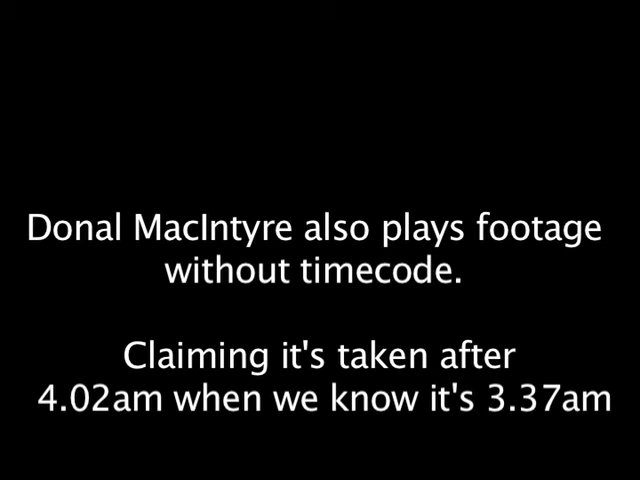 Donal MacIntyre also plays footage
without timecode.
Claiming it's taken after
4.02am when we know it's 3.37am